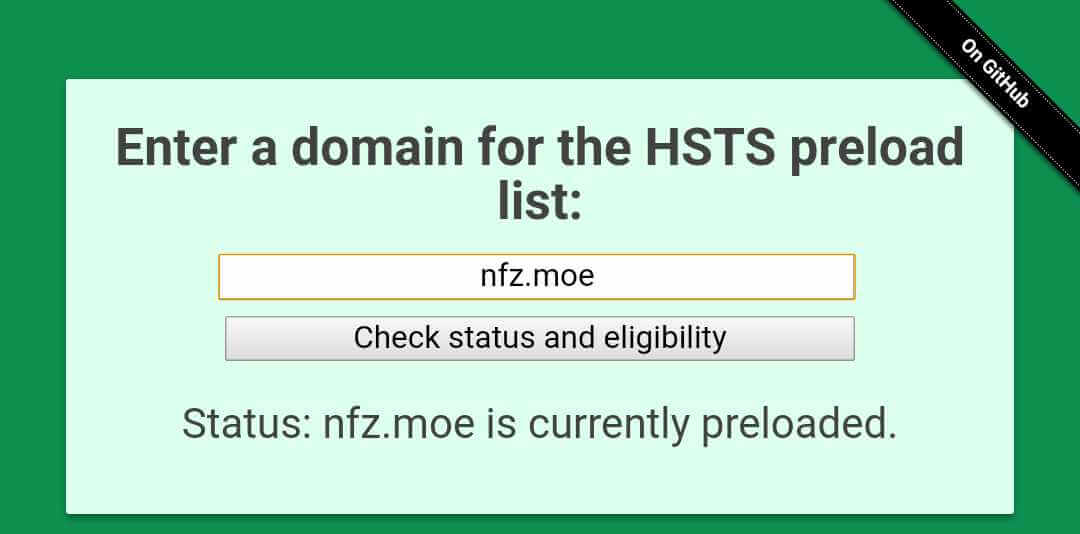 On GitHub
Enter a domain for the HSTS preload
list:
nfz.moe
Check status and eligibility
Status: nfz.moe is currently preloaded.